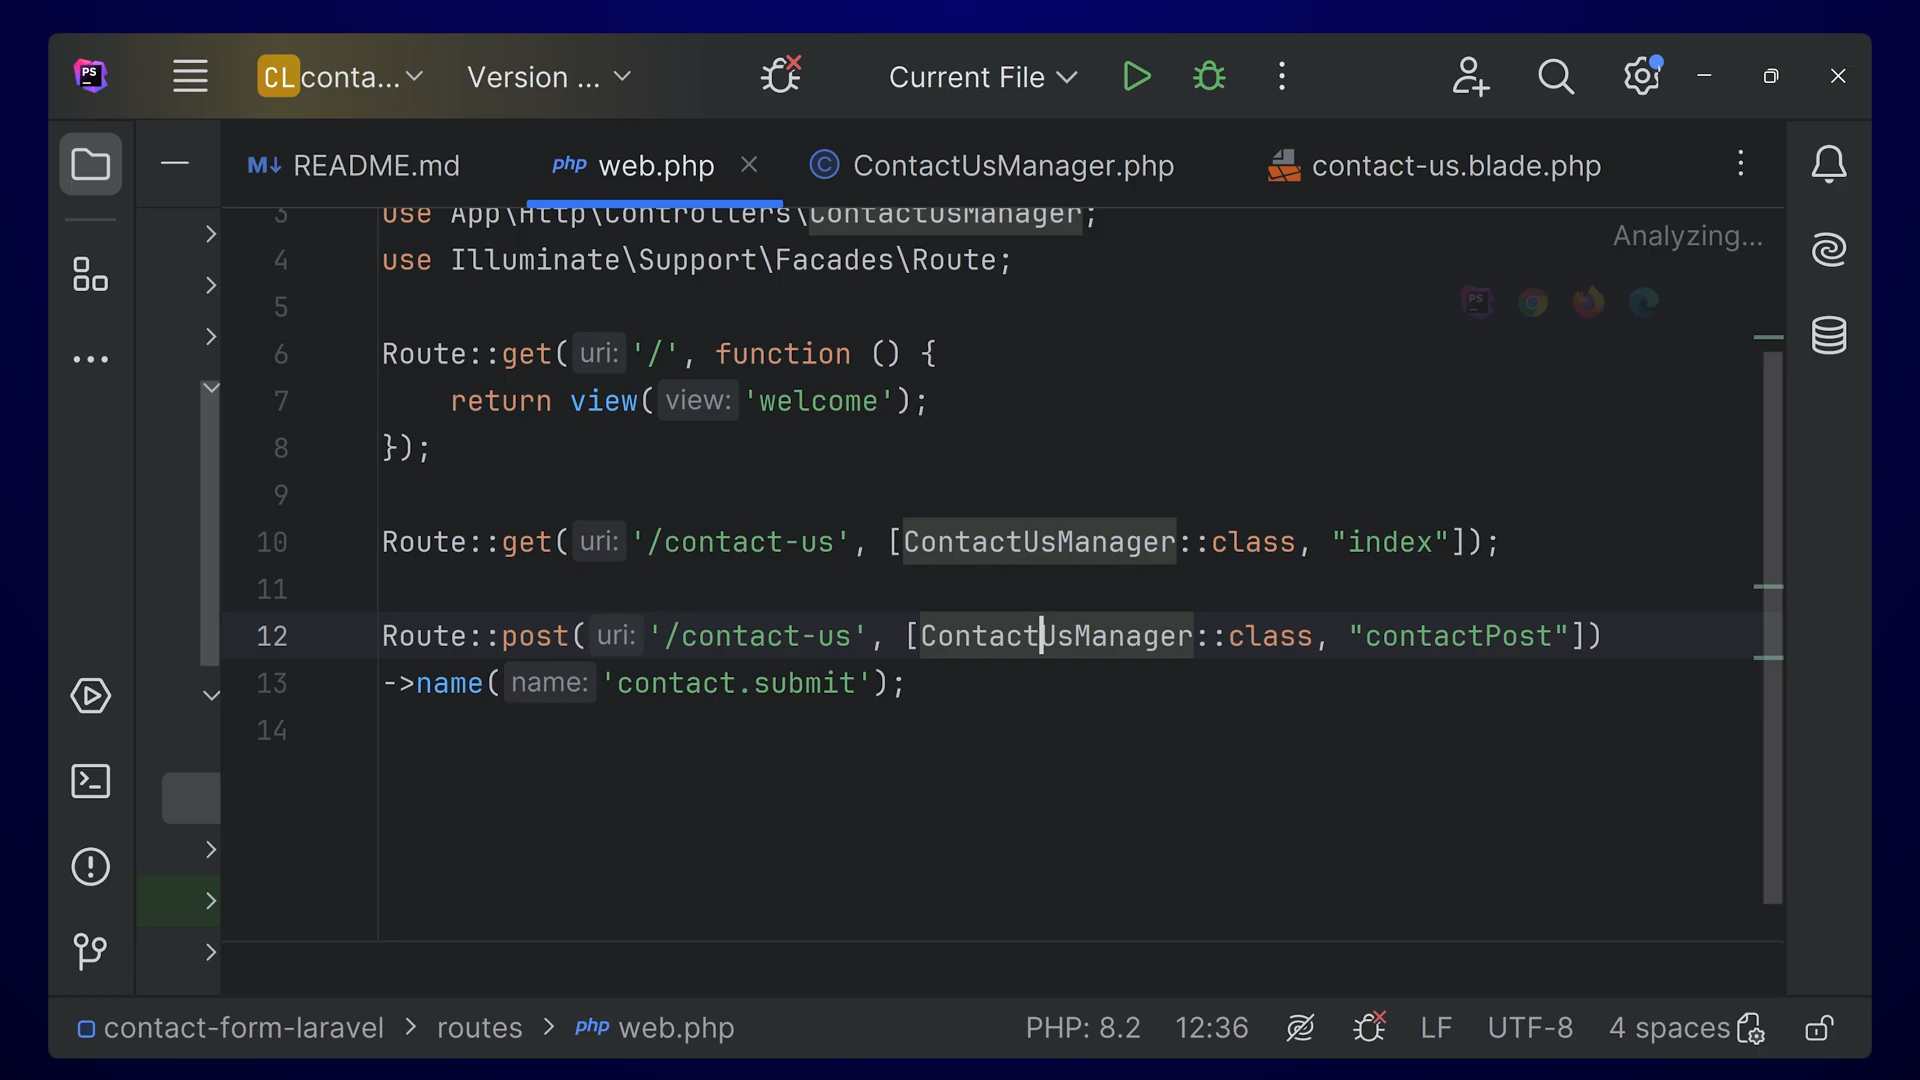 PS
CL conta... Version ... Current File
README.md
php web.php
C ContactUsManager.php
contact-us.blade.php
3 use App\Http\Controllers\ContactUsManager;
Analyzing...
4 use Illuminate\Support\Facades\Route;
5
PS
6 Route::get( uri: '/', function () {
7 return view( view: 'welcome');
8 });
9
10 Route::get( uri: '/contact-us', [ContactUsManager::class, "index"]);
11
12 Route::post( uri: '/contact-us', [ContactUsManager::class, "contactPost"])
13 ->name( name: 'contact.submit');
14
contact-form-laravel > routes > php web.php
PHP: 8.2 12:36 LF UTF-8 4 spaces